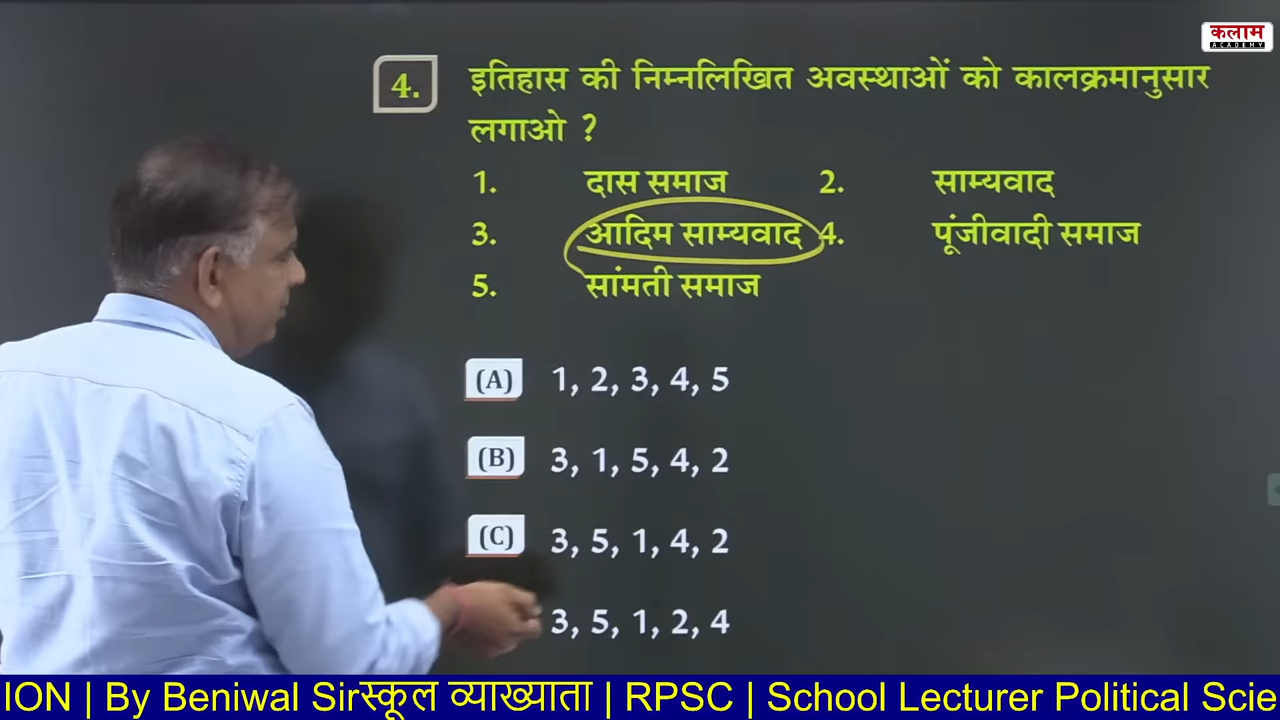 कलाम
ACADEMY
4. इतिहास की निम्नलिखित अवस्थाओं को कालक्रमानुसार
लगाओ ?
1. दास समाज 2. साम्यवाद
3. आदिम साम्यवाद 4. पूंजीवादी समाज
5. सांमती समाज
(A) 1, 2, 3, 4, 5
(B) 3, 1, 5, 4, 2
(C) 3, 5, 1, 4, 2
3, 5, 1, 2, 4
ION | By Beniwal Sirस्कूल व्याख्याता | RPSC | School Lecturer Political Scie